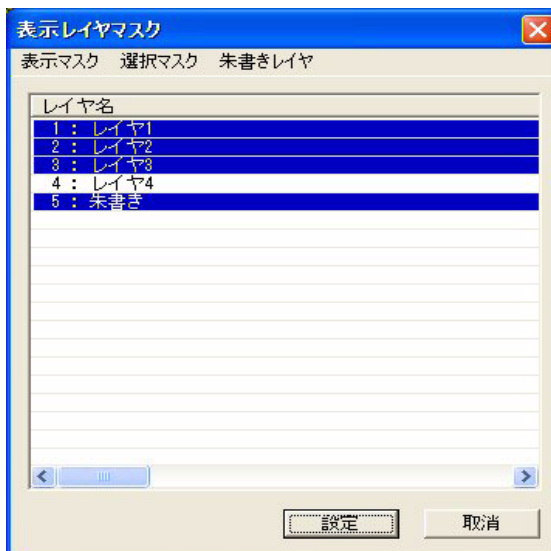 表示レイヤマスク
表示マスク 選択マスク 朱書きレイヤ
レイヤ名
1 : レイヤ1
2 : レイヤ2
3 : レイヤ3
4 : レイヤ4
5 : 朱書き
設定 取消